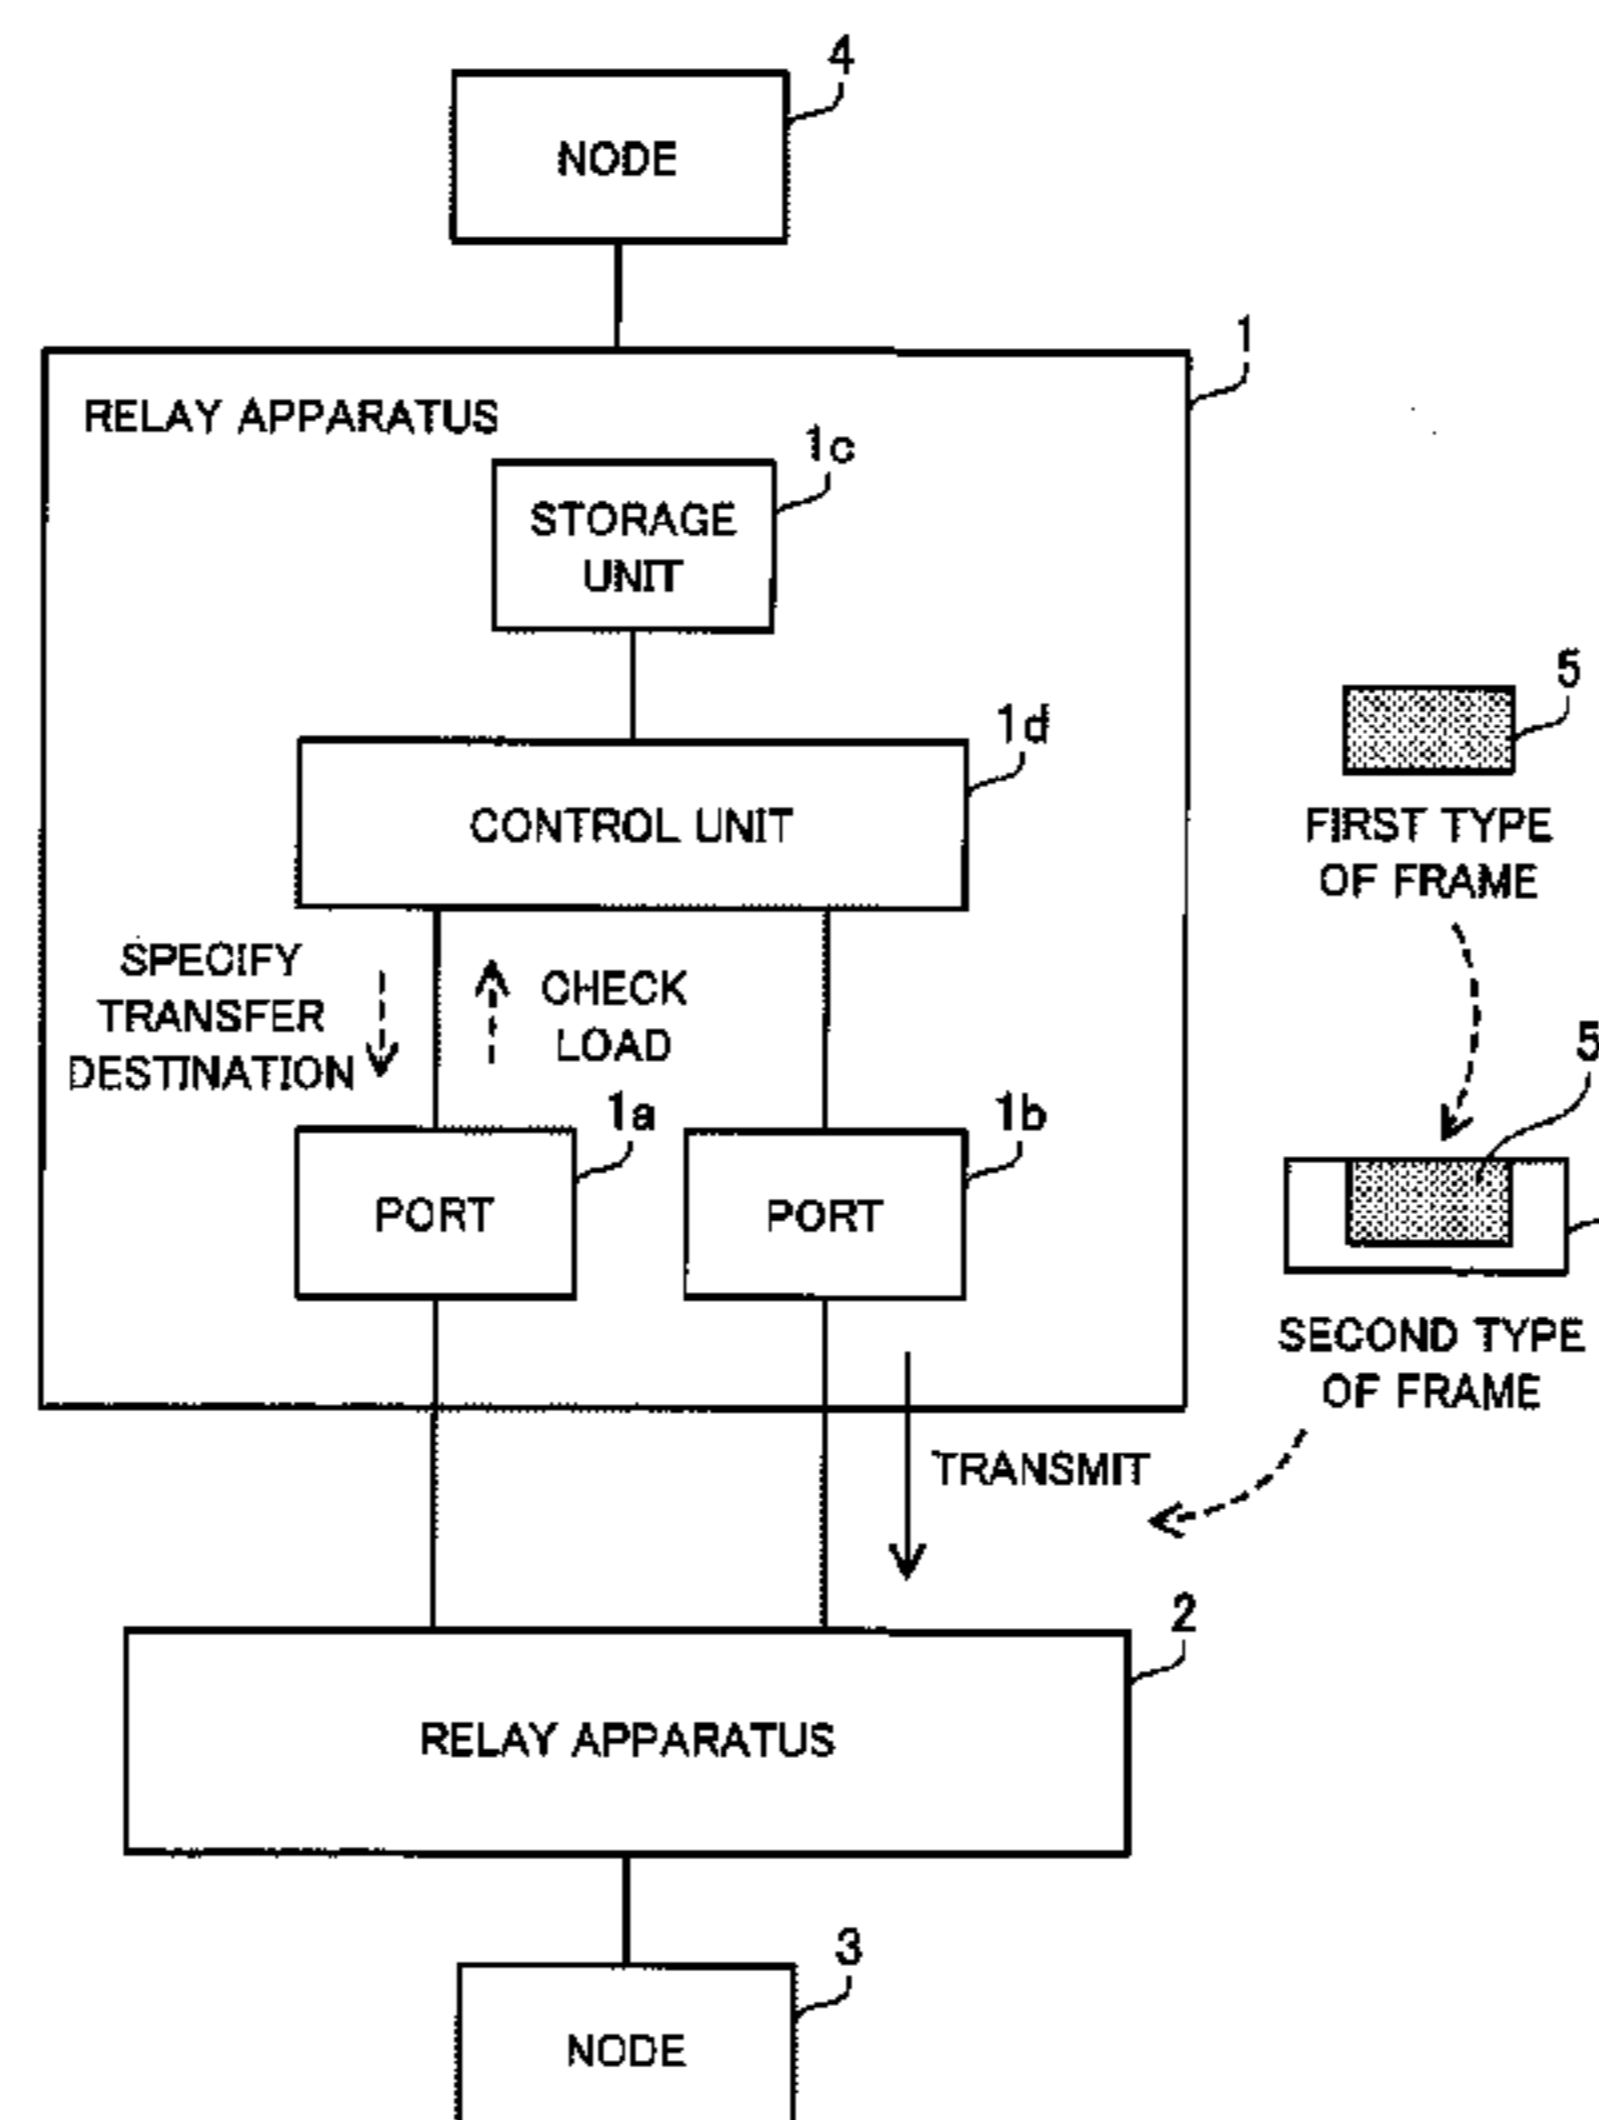 4
NODE
1
RELAY APPARATUS
1c
STORAGE
UNIT
1d
CONTROL UNIT
5
FIRST TYPE
OF FRAME
SPECIFY
TRANSFER
DESTINATION
CHECK
LOAD
5
1a
PORT
1b
PORT
SECOND TYPE
OF FRAME
TRANSMIT
2
RELAY APPARATUS
3
NODE